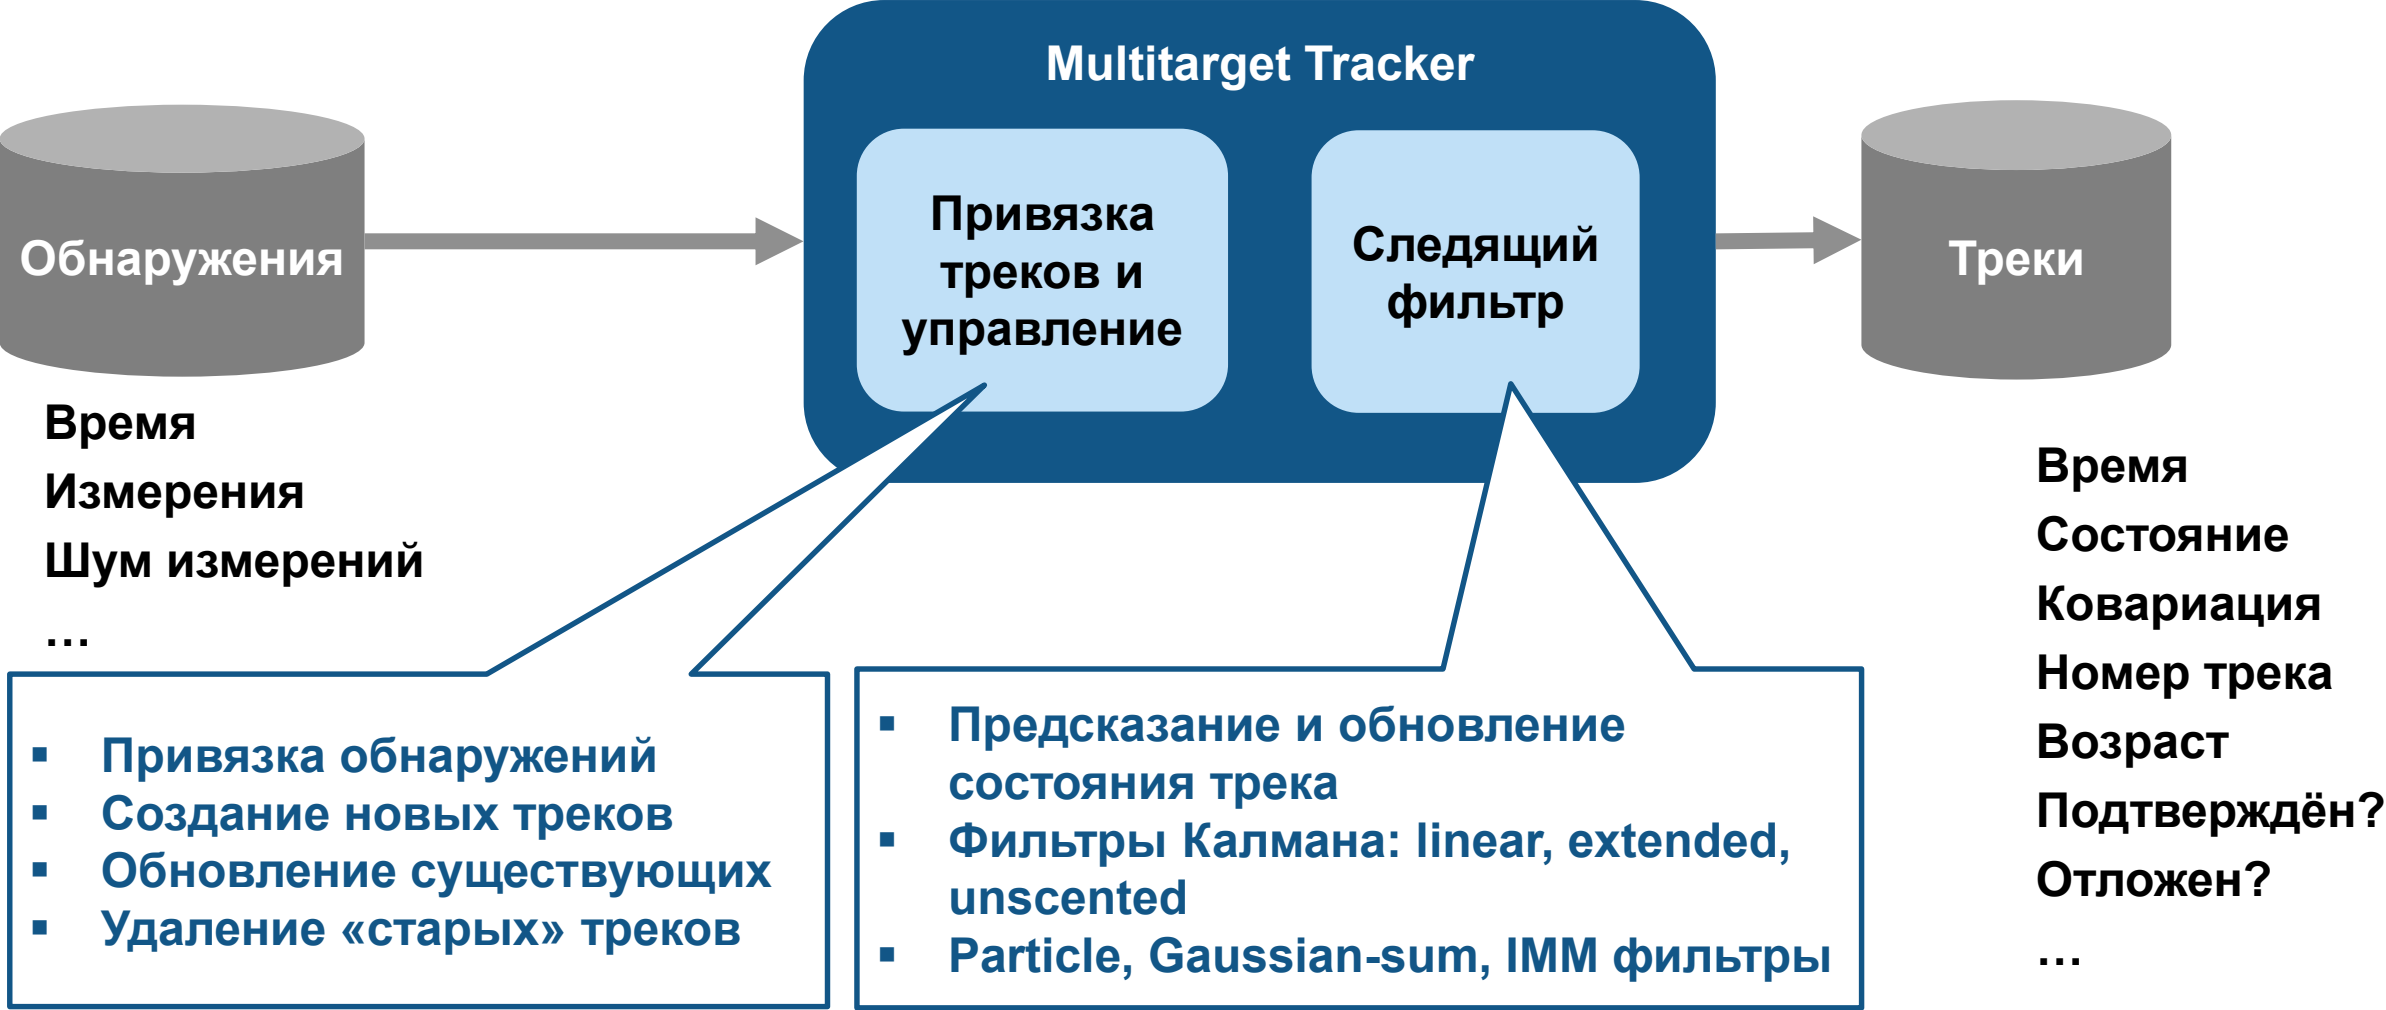 Multitarget Tracker
Обнаружения
Привязка
треков и
управление
Следящий
фильтр
Треки
Время
Измерения
Шум измерений
…
Время
Состояние
Ковариация
Номер трека
Возраст
Подтверждён?
Отложен?
…
▪ Привязка обнаружений
▪ Создание новых треков
▪ Обновление существующих
▪ Удаление «старых» треков
▪ Предсказание и обновление
состояния трека
▪ Фильтры Калмана: linear, extended,
unscented
▪ Particle, Gaussian-sum, IMM фильтры